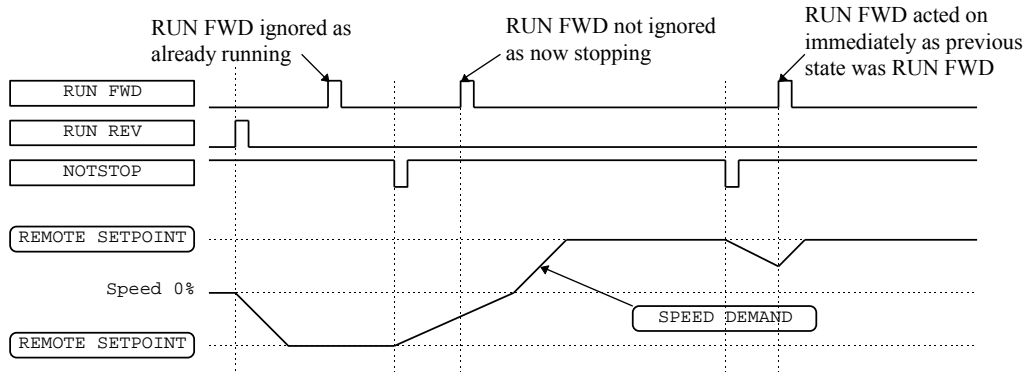 RUN FWD ignored as
already running
RUN FWD not ignored
as now stopping
RUN FWD acted on
immediately as previous
state was RUN FWD
RUN FWD
RUN REV
NOTSTOP
REMOTE SETPOINT
Speed 0%
SPEED DEMAND
REMOTE SETPOINT